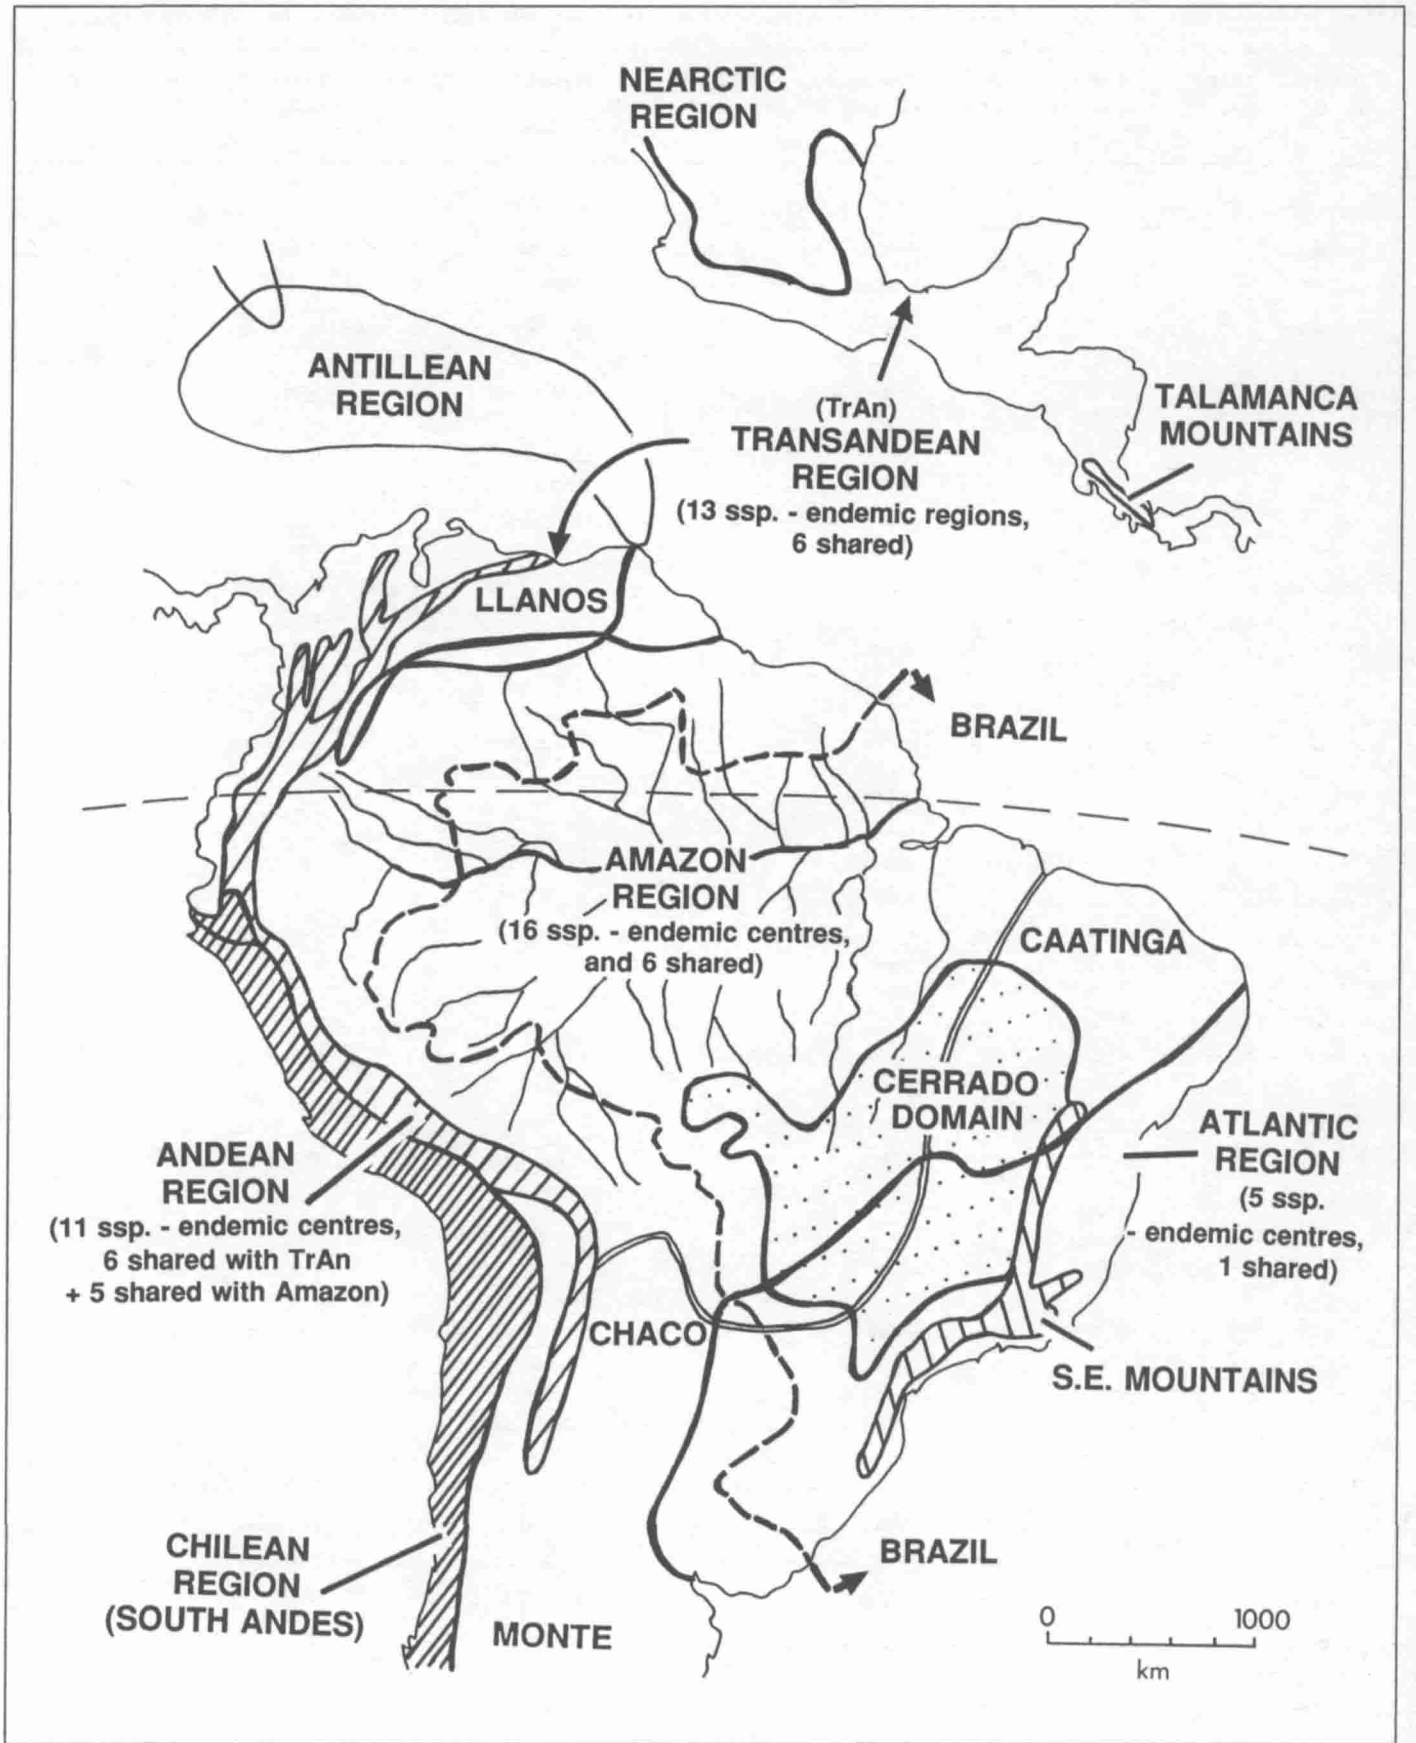 NEARCTIC
REGION
ANTILLEAN
REGION
TALAMANCA
MOUNTAINS
(TrAn)
TRANSANDEAN
REGION
(13 ssp. - endemic regions,
6 shared)
LLANOS
BRAZIL
AMAZON
REGION
(16 ssp. - endemic centres,
and 6 shared)
CAATINGA
CERRADO
DOMAIN
ANDEAN
REGION
(11 ssp. - endemic centres,
6 shared with TrAn
+ 5 shared with Amazon)
ATLANTIC
REGION
(5 ssp.
- endemic centres,
1 shared)
CHACO
S.E. MOUNTAINS
CHILEAN
REGION
(SOUTH ANDES)
MONTE
BRAZIL
0 1000
km